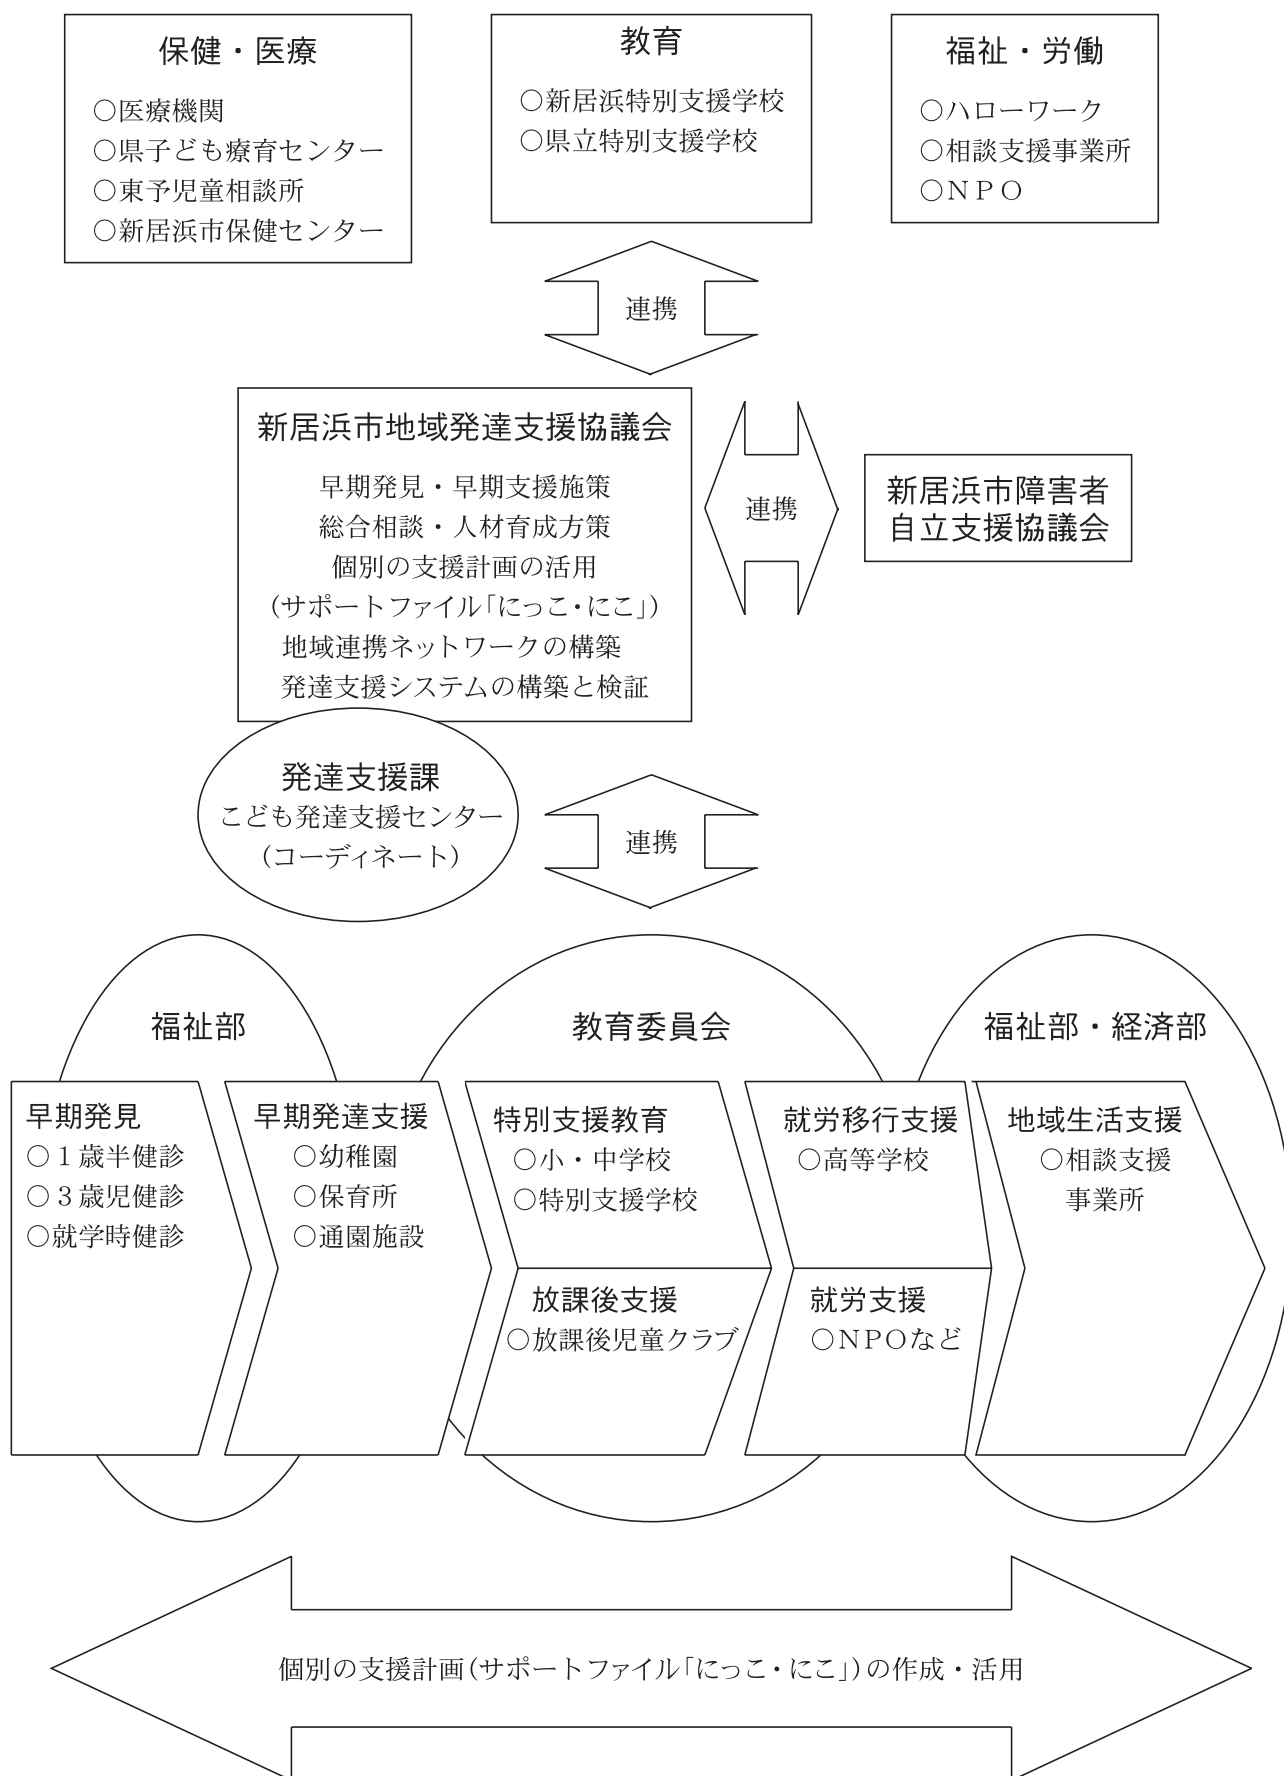 保健・医療
○医療機関
○県子ども療育センター
○東予児童相談所
○新居浜市保健センター
教育
○新居浜特別支援学校
○県立特別支援学校
福祉・労働
○ハローワーク
○相談支援事業所
○ＮＰＯ
連携
新居浜市地域発達支援協議会
早期発見・早期支援施策
総合相談・人材育成方策
個別の支援計画の活用
（サポートファイル「にっこ・にこ」）
地域連携ネットワークの構築
発達支援システムの構築と検証
連携
新居浜市障害者
自立支援協議会
発達支援課
こども発達支援センター
（コーディネート）
連携
福祉部
教育委員会
福祉部・経済部
早期発見
○１歳半健診
○３歳児健診
○就学時健診
早期発達支援
○幼稚園
○保育所
○通園施設
特別支援教育
○小・中学校
○特別支援学校
放課後支援
○放課後児童クラブ
就労移行支援
○高等学校
就労支援
○ＮＰＯなど
地域生活支援
○相談支援
事業所
個別の支援計画（サポートファイル「にっこ・にこ」）の作成・活用